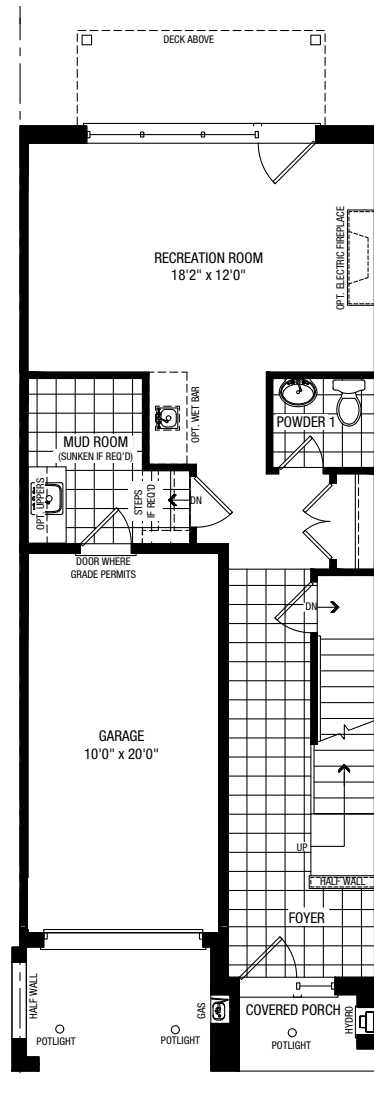 DECK ABOVE
RECREATION ROOM
18'2" x 12'0"
OPT. ELECTRIC FIREPLACE
OPT. WET BAR
POWDER 1
MUD ROOM
(SUNKEN IF REQ'D)
OPT. UPPERS
STEPS
IF REQ'D
DN
DOOR WHERE
GRADE PERMITS
DN
GARAGE
10'0" x 20'0"
UP
HALF WALL
FOYER
HALF WALL
GAS
COVERED PORCH
HYDRO
POTLIGHT
POTLIGHT
POTLIGHT